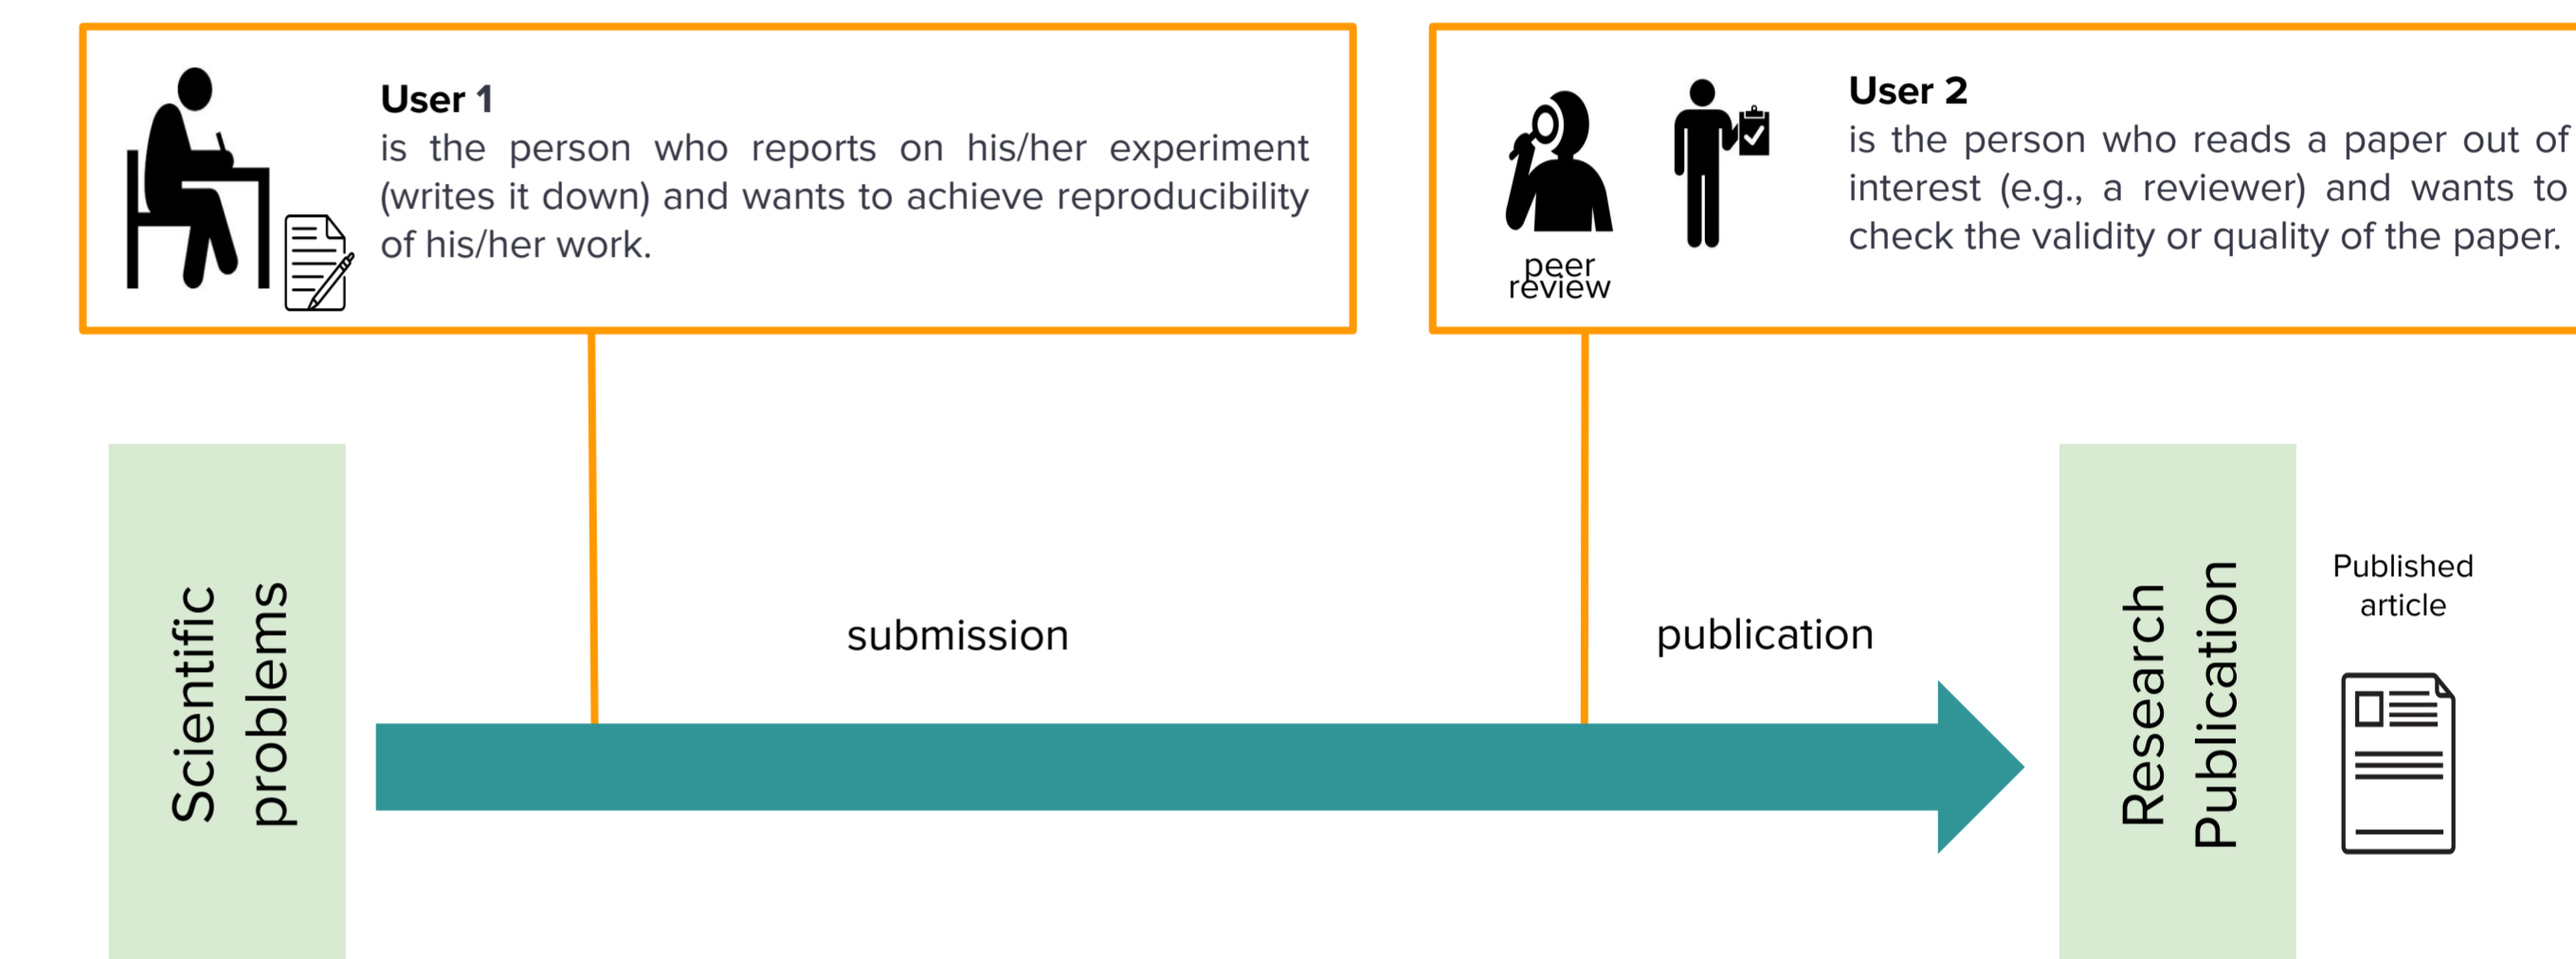 User 1
is the person who reports on his/her experiment
(writes it down) and wants to achieve reproducibility
of his/her work.
peer
review
User 2
is the person who reads a paper out of
interest (e.g., a reviewer) and wants to
check the validity or quality of the paper.
Scientific
problems
submission
publication
Research
Publication
Published
article